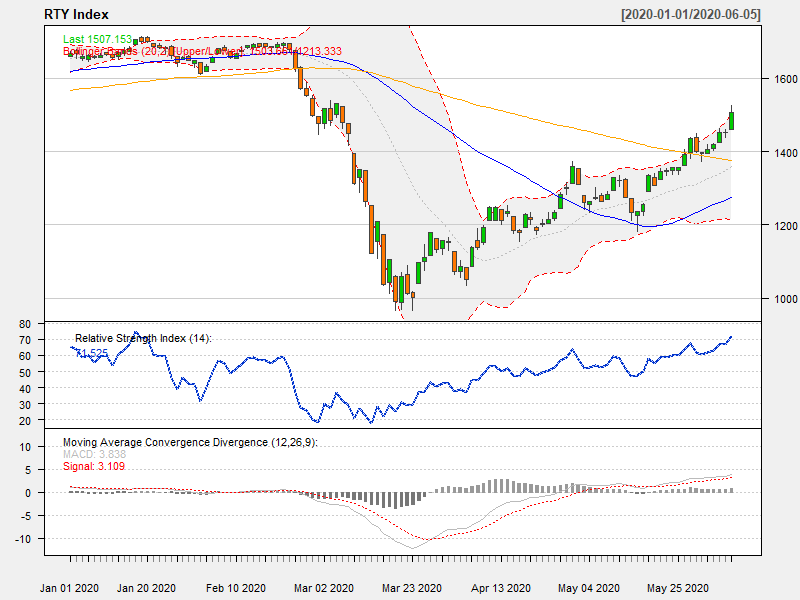 RTY Index [2020-01-01/2020-06-05]
Last 1507.153
Bollinger Bands (20,2) [Upper/Lower]: 1213.333
1600
1400
1200
1000
80
70
60
50
40
30
20
Relative Strength Index (14):
71.525
10
5
0
-5
-10
Moving Average Convergence Divergence (12,26,9):
MACD: 3.838
Signal: 3.109
Jan 01 2020 Jan 20 2020 Feb 10 2020 Mar 02 2020 Mar 23 2020 Apr 13 2020 May 04 2020 May 25 2020